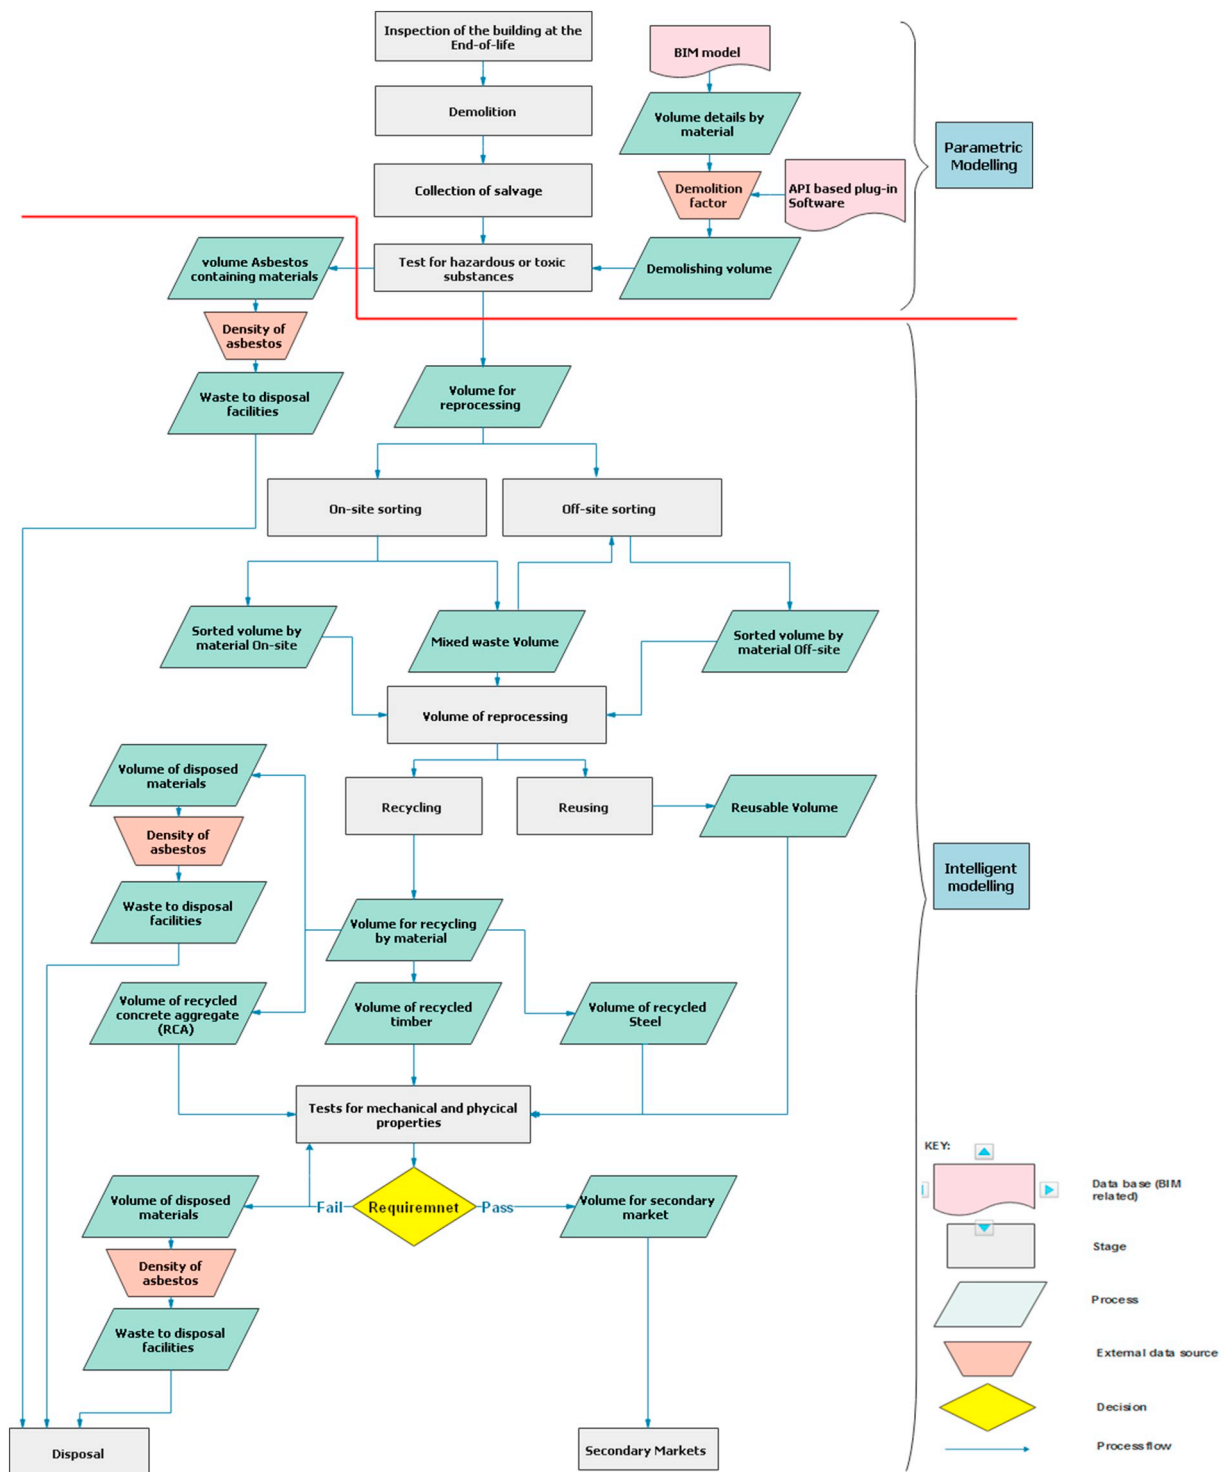 Inspection of the building at the
End-of-life
BIM model
Demolition
Volume details by
material
Parametric
Modelling
Collection of salvage
Demolition
factor
API based plug-in
Software
volume Asbestos
containing materials
Test for hazardous or toxic
substances
Demolishing volume
Density of
asbestos
Waste to disposal
facilities
Volume for
reprocessing
On-site sorting
Off-site sorting
Sorted volume by
material On-site
Mixed waste Volume
Sorted volume by
material Off-site
Volume of reprocessing
Volume of disposed
materials
Recycling
Reusing
Reusable Volume
Density of
asbestos
Intelligent
modelling
Waste to disposal
facilities
Volume for recycling
by material
Volume of recycled
concrete aggregate
(RCA)
Volume of recycled
timber
Volume of recycled
Steel
Tests for mechanical and phycical
properties
Volume of disposed
materials
Fail
Requiremnet
Pass
Volume for secondary
market
Density of
asbestos
Waste to disposal
facilities
Disposal
Secondary Markets
KEY:
Data base (BIM
related)
Stage
Process
External data source
Decision
Process flow